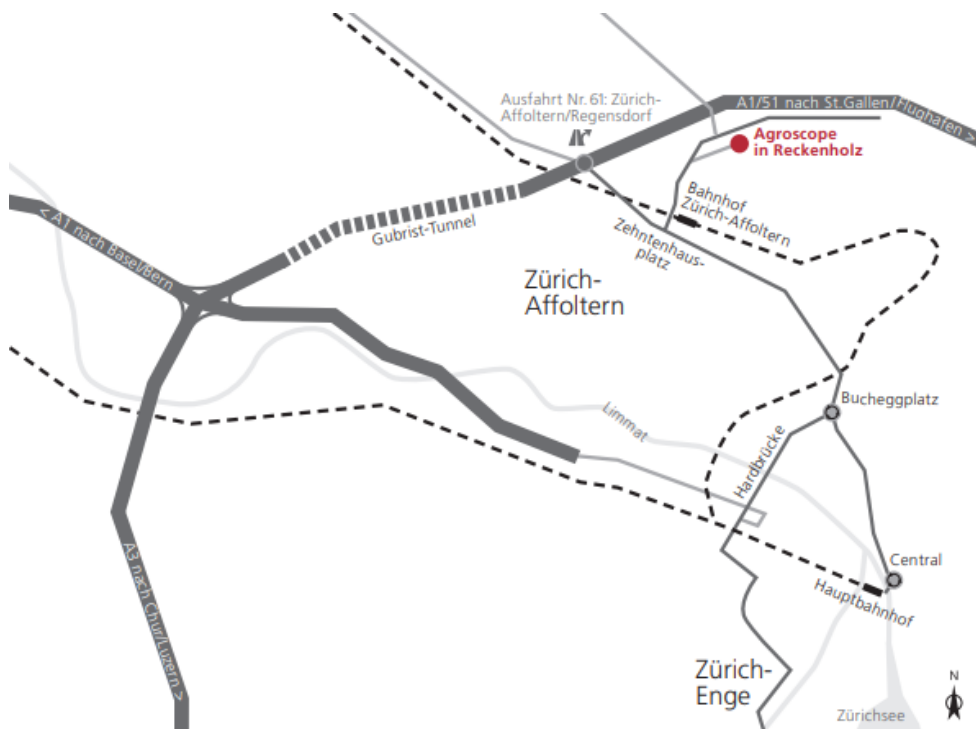 Ausfahrt Nr. 61: Zürich-
Affoltern/Regensdorf
A1/51 nach St.Gallen/Flughafen >
Agroscope
in Reckenholz
Bahnhof
Zürich-Affoltern
< A1 nach Basel/Bern
Gubrist-Tunnel
Zehntenhaus-
platz
Zürich-
Affoltern
Bucheggplatz
Limmat
Hardbrücke
A3 nach Chur/Luzern >
Central
Hauptbahnhof
Zürich-
Enge
N
Zürichsee